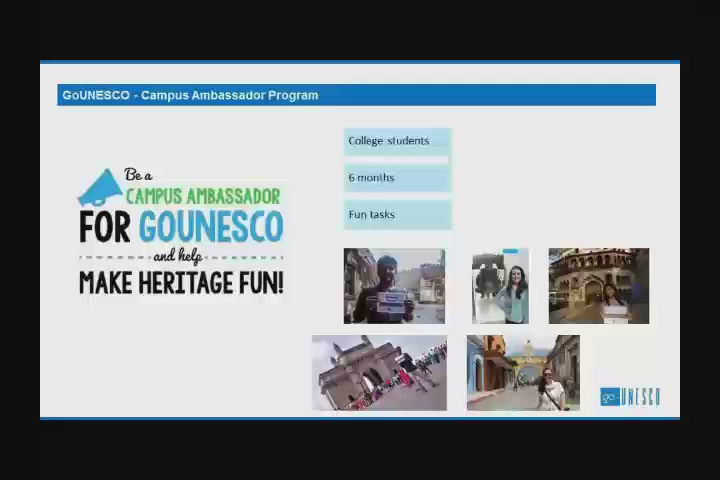 GoUNESCO - Campus Ambassador Program
Be a
CAMPUS AMBASSADOR
FOR GOUNESCO
and help
MAKE HERITAGE FUN!
College students
6 months
Fun tasks
go UNESCO